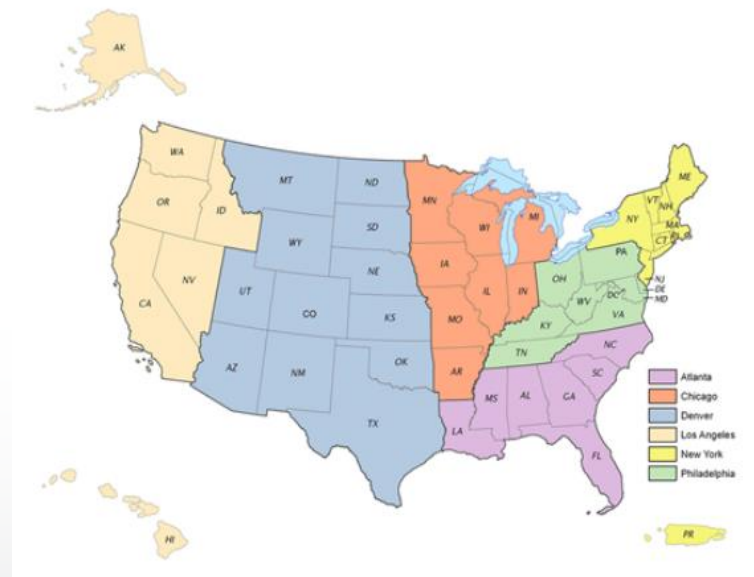 AK
WA
MT
ND
MN
ME
VT
NH
OR
ID
SD
WI
MI
NY
MA
CT
RI
WY
PA
IA
NE
NV
UT
OH
NJ
DE
MD
IL
IN
DC
WV
CA
CO
KS
MO
VA
KY
NC
TN
OK
AZ
NM
AR
SC
MS
AL
GA
TX
LA
FL
HI
PR
Atlanta
Chicago
Denver
Los Angeles
New York
Philadelphia